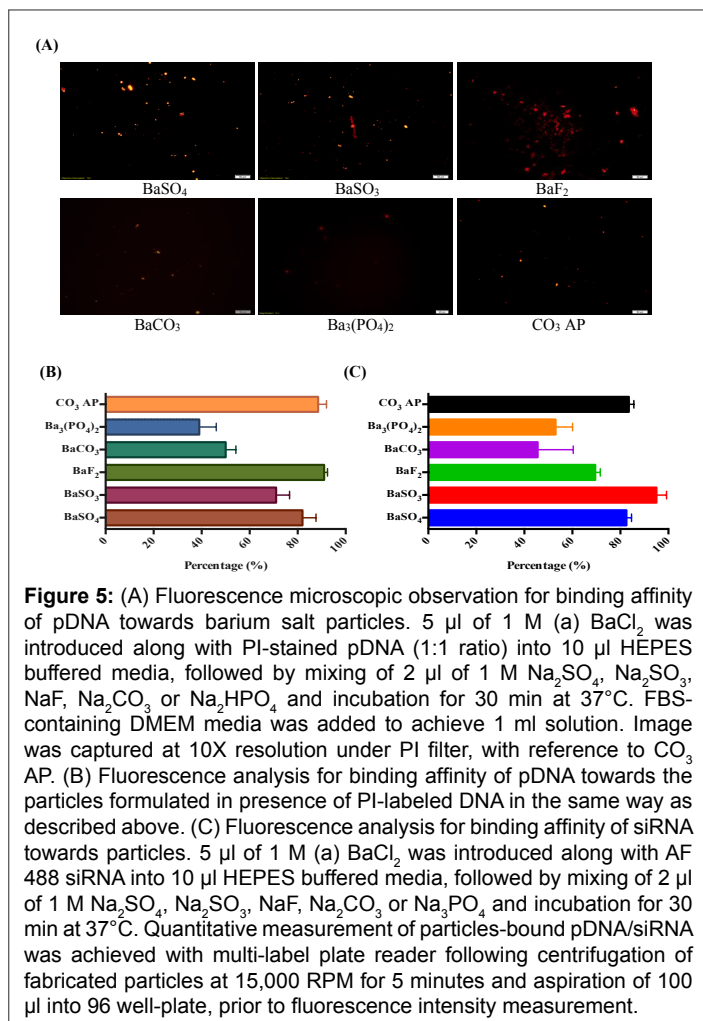 (A)
BaSO₄ BaSO₃ BaF₂
BaCO₃ Ba₃(PO₄)₂ CO₃ AP
(B) (C)
CO₃ AP
Ba₃(PO₄)₂
BaCO₃
BaF₂
BaSO₃
BaSO₄
0 20 40 60 80 100
Percentage (%)
CO₃ AP
Ba₃(PO₄)₂
BaCO₃
BaF₂
BaSO₃
BaSO₄
0 20 40 60 80 100
Percentage (%)
Figure 5: (A) Fluorescence microscopic observation for binding affinity
of pDNA towards barium salt particles. 5 µl of 1 M (a) BaCl₂ was
introduced along with PI-stained pDNA (1:1 ratio) into 10 µl HEPES
buffered media, followed by mixing of 2 µl of 1 M Na₂SO₄, Na₂SO₃,
NaF, Na₂CO₃ or Na₂HPO₄ and incubation for 30 min at 37°C. FBS-
containing DMEM media was added to achieve 1 ml solution. Image
was captured at 10X resolution under PI filter, with reference to CO₃
AP. (B) Fluorescence analysis for binding affinity of pDNA towards the
particles formulated in presence of PI-labeled DNA in the same way as
described above. (C) Fluorescence analysis for binding affinity of siRNA
towards particles. 5 µl of 1 M (a) BaCl₂ was introduced along with AF
488 siRNA into 10 µl HEPES buffered media, followed by mixing of 2 µl
of 1 M Na₂SO₄, Na₂SO₃, NaF, Na₂CO₃ or Na₃PO₄ and incubation for 30
min at 37°C. Quantitative measurement of particles-bound pDNA/siRNA
was achieved with multi-label plate reader following centrifugation of
fabricated particles at 15,000 RPM for 5 minutes and aspiration of 100
µl into 96 well-plate, prior to fluorescence intensity measurement.